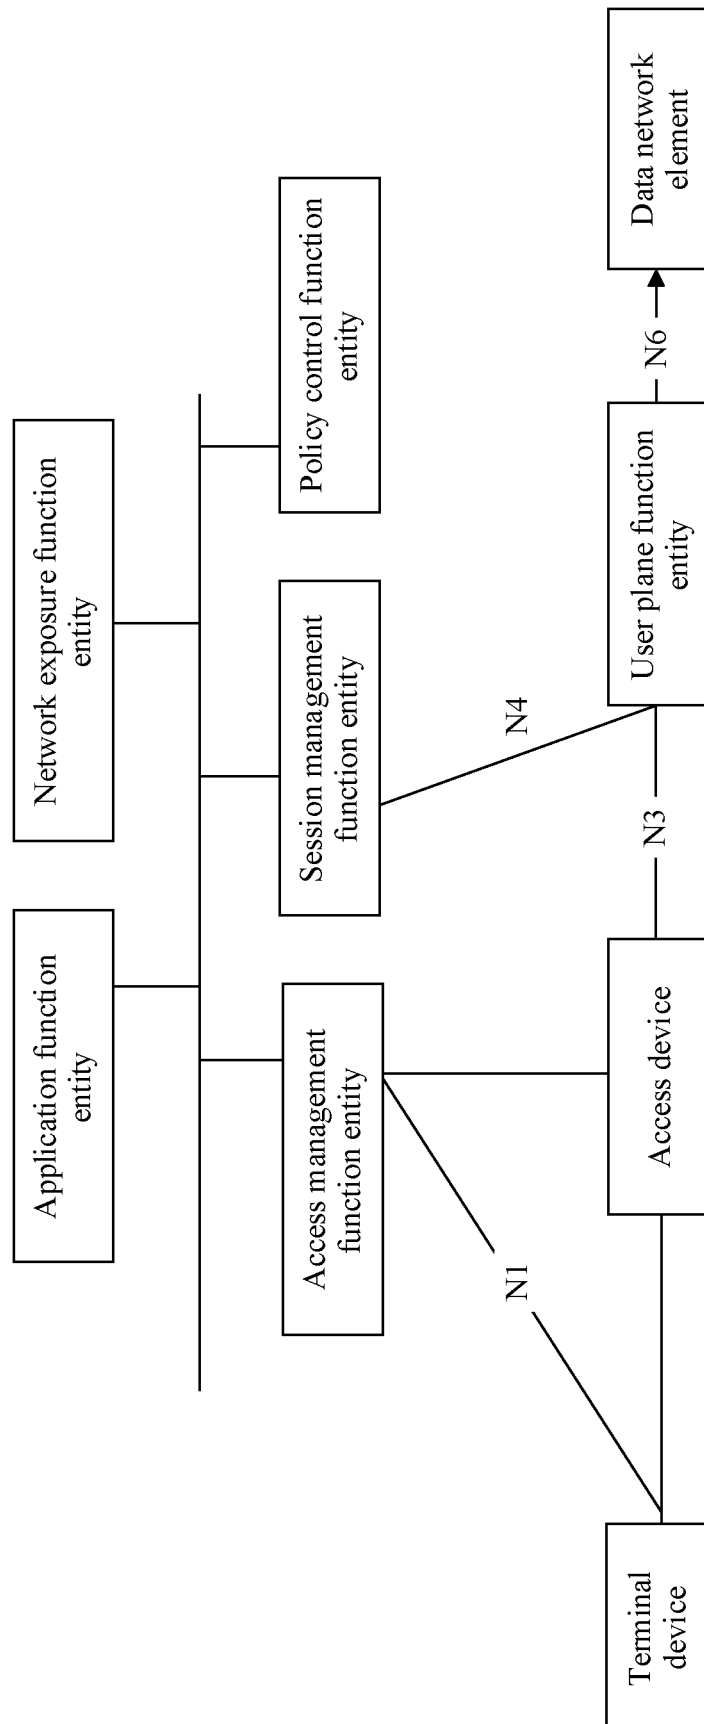 Application function
entity
Network exposure function
entity
Access management
function entity
Session management
function entity
Policy control function
entity
N1
N4
Terminal
device
Access device
N3
User plane function
entity
N6
Data network
element